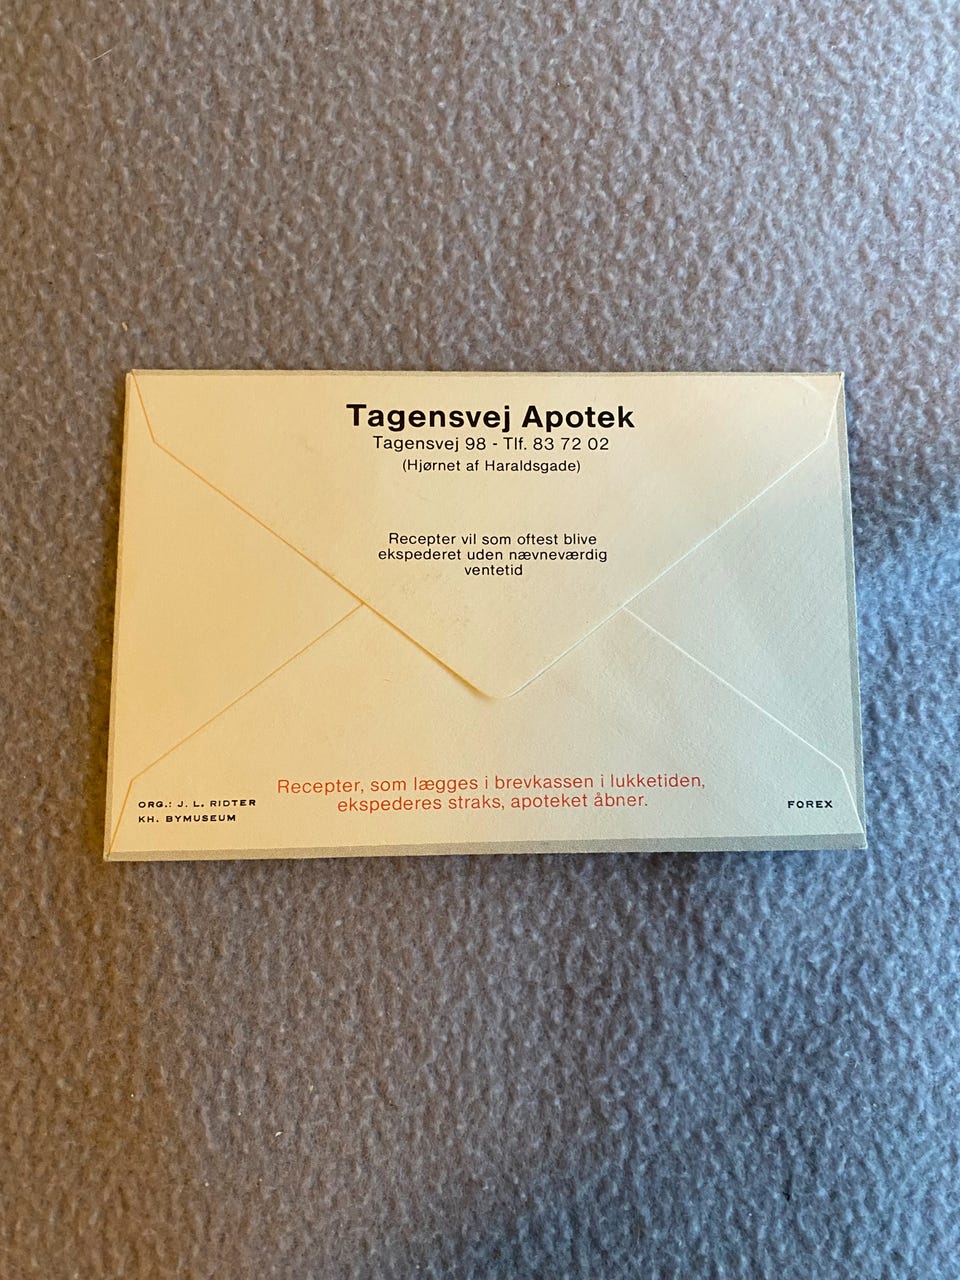 Tagensvej Apotek
Tagensvej 98 - Tlf. 83 72 02
(Hjørnet af Haraldsgade)
Recepter vil som oftest blive
ekspederet uden nævneværdig
ventetid
Recepter, som lægges i brevkassen i lukketiden,
ekspederes straks, apoteket åbner.
ORG.: J. L. RIDTER
KH. BYMUSEUM
FOREX